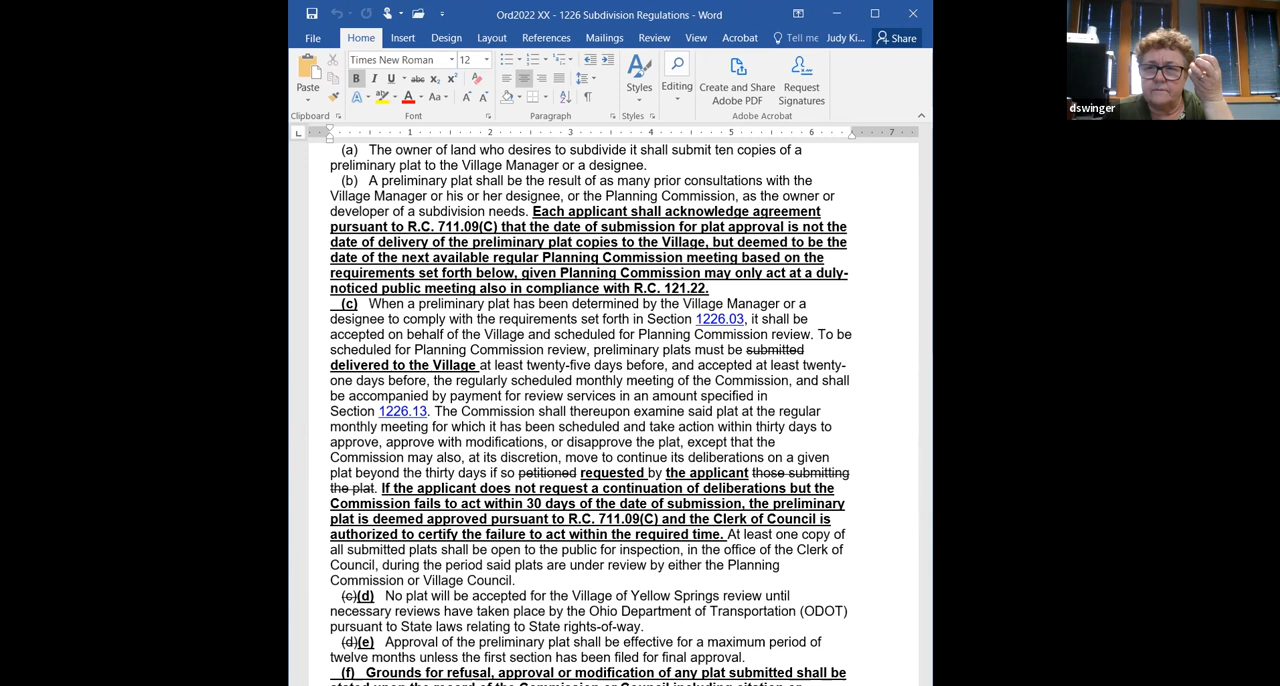 Ord2022 XX - 1226 Subdivision Regulations - Word
File Home Insert Design Layout References Mailings Review View Acrobat Tell me Judy Ki... Share
Times New Roman 12
Paste
B I U abc x₂ x²
A A Aa A A
Styles
Editing
Create and Share
Adobe PDF
Request
Signatures
Clipboard Font Paragraph Styles Adobe Acrobat
L 1 2 3 4 5 6 7
(a) The owner of land who desires to subdivide it shall submit ten copies of a
preliminary plat to the Village Manager or a designee.
(b) A preliminary plat shall be the result of as many prior consultations with the
Village Manager or his or her designee, or the Planning Commission, as the owner or
developer of a subdivision needs. Each applicant shall acknowledge agreement
pursuant to R.C. 711.09(C) that the date of submission for plat approval is not the
date of delivery of the preliminary plat copies to the Village, but deemed to be the
date of the next available regular Planning Commission meeting based on the
requirements set forth below, given Planning Commission may only act at a duly-
noticed public meeting also in compliance with R.C. 121.22.
(c) When a preliminary plat has been determined by the Village Manager or a
designee to comply with the requirements set forth in Section 1226.03, it shall be
accepted on behalf of the Village and scheduled for Planning Commission review. To be
scheduled for Planning Commission review, preliminary plats must be submitted
delivered to the Village at least twenty-five days before, and accepted at least twenty-
one days before, the regularly scheduled monthly meeting of the Commission, and shall
be accompanied by payment for review services in an amount specified in
Section 1226.13. The Commission shall thereupon examine said plat at the regular
monthly meeting for which it has been scheduled and take action within thirty days to
approve, approve with modifications, or disapprove the plat, except that the
Commission may also, at its discretion, move to continue its deliberations on a given
plat beyond the thirty days if so petitioned requested by the applicant those submitting
the plat. If the applicant does not request a continuation of deliberations but the
Commission fails to act within 30 days of the date of submission, the preliminary
plat is deemed approved pursuant to R.C. 711.09(C) and the Clerk of Council is
authorized to certify the failure to act within the required time. At least one copy of
all submitted plats shall be open to the public for inspection, in the office of the Clerk of
Council, during the period said plats are under review by either the Planning
Commission or Village Council.
(c)(d) No plat will be accepted for the Village of Yellow Springs review until
necessary reviews have taken place by the Ohio Department of Transportation (ODOT)
pursuant to State laws relating to State rights-of-way.
(d)(e) Approval of the preliminary plat shall be effective for a maximum period of
twelve months unless the first section has been filed for final approval.
(f) Grounds for refusal, approval or modification of any plat submitted shall be
stated upon the record of the Commission or Council including citation or
dswinger